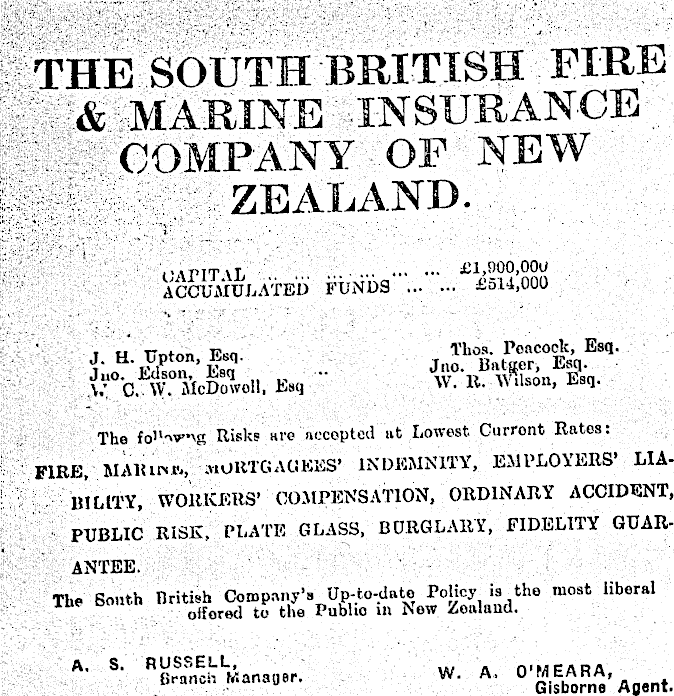 THE SOUTH BRITISH FIRE
& MARINE INSURANCE
COMPANY OF NEW
ZEALAND.
CAPITAL .. ... ... ... ... ... £1,900,000
ACCUMULATED FUNDS ... ... £514,000
J. H. Upton, Esq.
Jno. Edson, Esq ..
W. C. W. McDowell, Esq
Thos. Peacock, Esq.
Jno. Batger, Esq.
W. R. Wilson, Esq.
The following Risks are accepted at Lowest Current Rates:
FIRE, MARINE, MORTGAGEES' INDEMNITY, EMPLOYERS' LIA-
BILITY, WORKERS' COMPENSATION, ORDINARY ACCIDENT,
PUBLIC RISK, PLATE GLASS, BURGLARY, FIDELITY GUAR-
ANTEE.
The South British Company's Up-to-date Policy is the most liberal
offered to the Public in New Zealand.
A. S. RUSSELL,
Branch Manager.
W. A. O'MEARA,
Gisborne Agent.